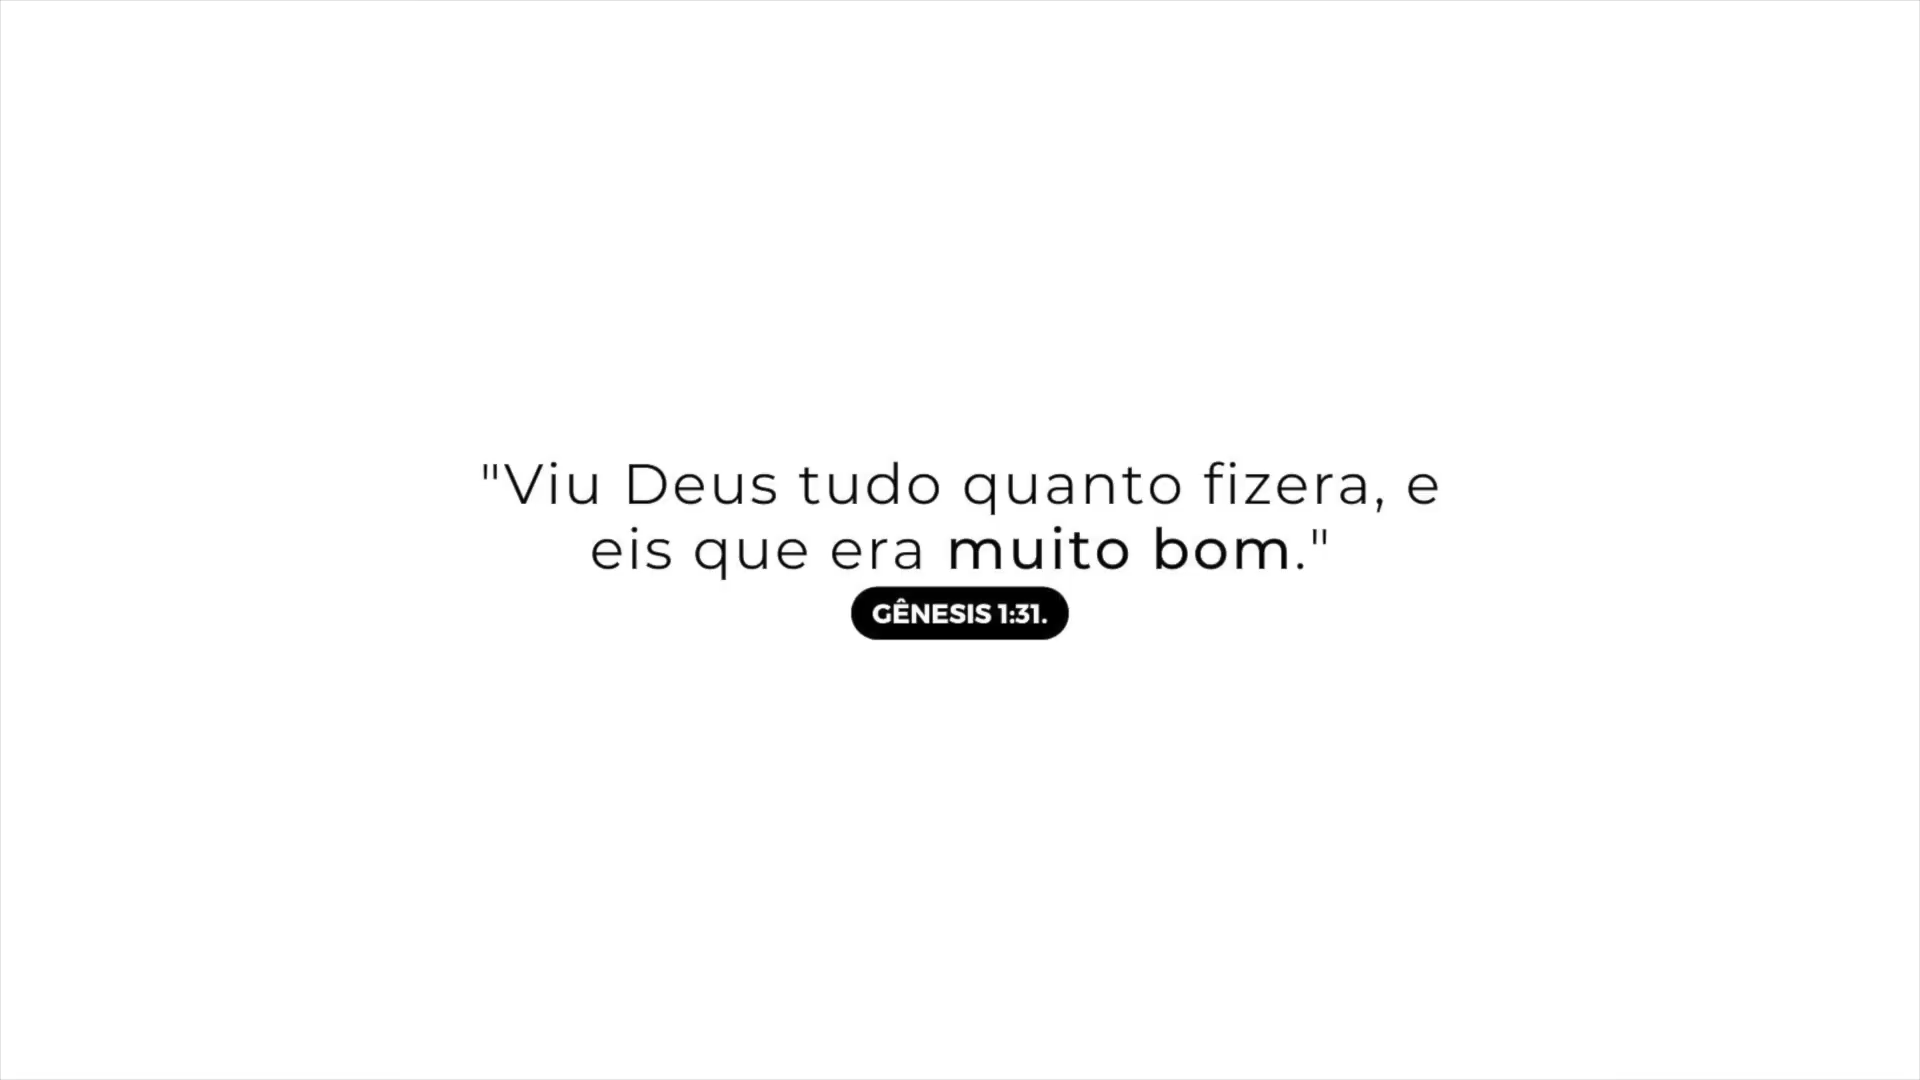 "Viu Deus tudo quanto fizera, e
eis que era muito bom."
GÊNESIS 1:31.